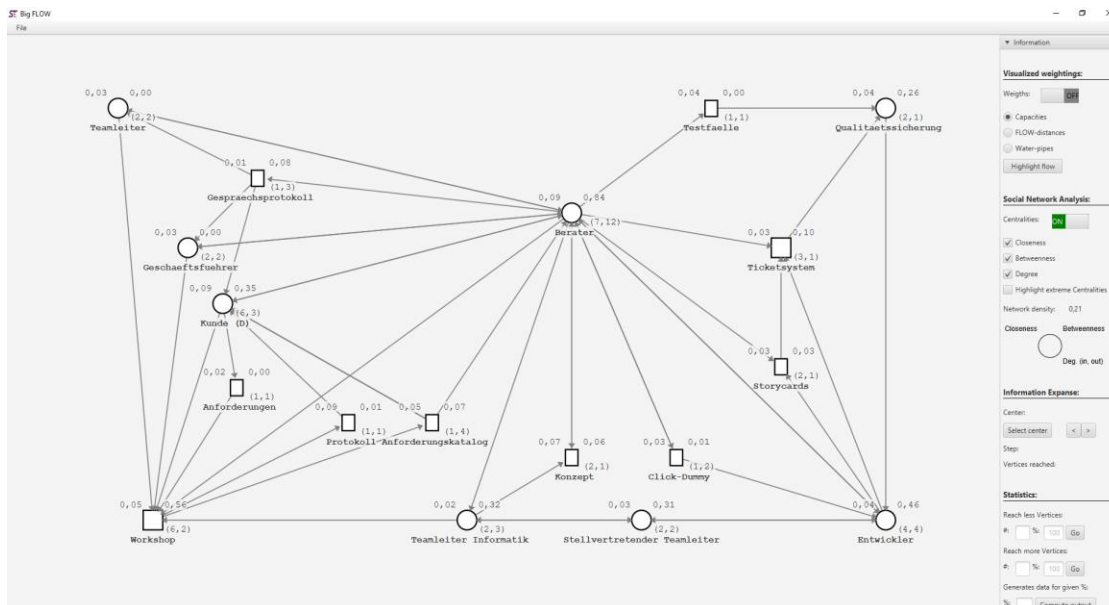 Big FLOW
File
0,03 0,00
(2,2)
Teamleiter
0,01 0,08
(1,3)
Gespraechsprotokoll
0,03 0,00
(2,2)
Geschaeftsfuehrer
0,09 0,35
(6,3)
Kunde (D)
0,02 0,00
(1,1)
Anforderungen
0,09 0,01
(1,1)
Protokoll
0,05 0,07
(1,4)
Anforderungskatalog
0,05 0,56
(6,2)
Workshop
0,09 0,84
(7,12)
Berater
0,04 0,00
(1,1)
Testfaelle
0,04 0,26
(2,1)
Qualitaetssicherung
0,03 0,10
(3,1)
Ticketsystem
0,03 0,03
(2,1)
Storycards
0,07 0,06
(2,1)
Konzept
0,03 0,01
(1,2)
Click-Dummy
0,02 0,32
(2,3)
Teamleiter Informatik
0,03 0,31
(2,2)
Stellvertretender Teamleiter
0,04 0,46
(4,4)
Entwickler
Information
Visualized weightings:
Weigths: OFF
Capacities
FLOW-distances
Water-pipes
Highlight flow
Social Network Analysis:
Centralities: ON
Closeness
Betweenness
Degree
Highlight extreme Centralities
Network density: 0,21
Closeness Betweenness
Deg. (in, out)
Information Expanse:
Center:
Select center < >
Step:
Vertices reached:
Statistics:
Reach less Vertices:
#: %: 100 Go
Reach more Vertices:
#: %: 100 Go
Generates data for given %:
%: Compute output